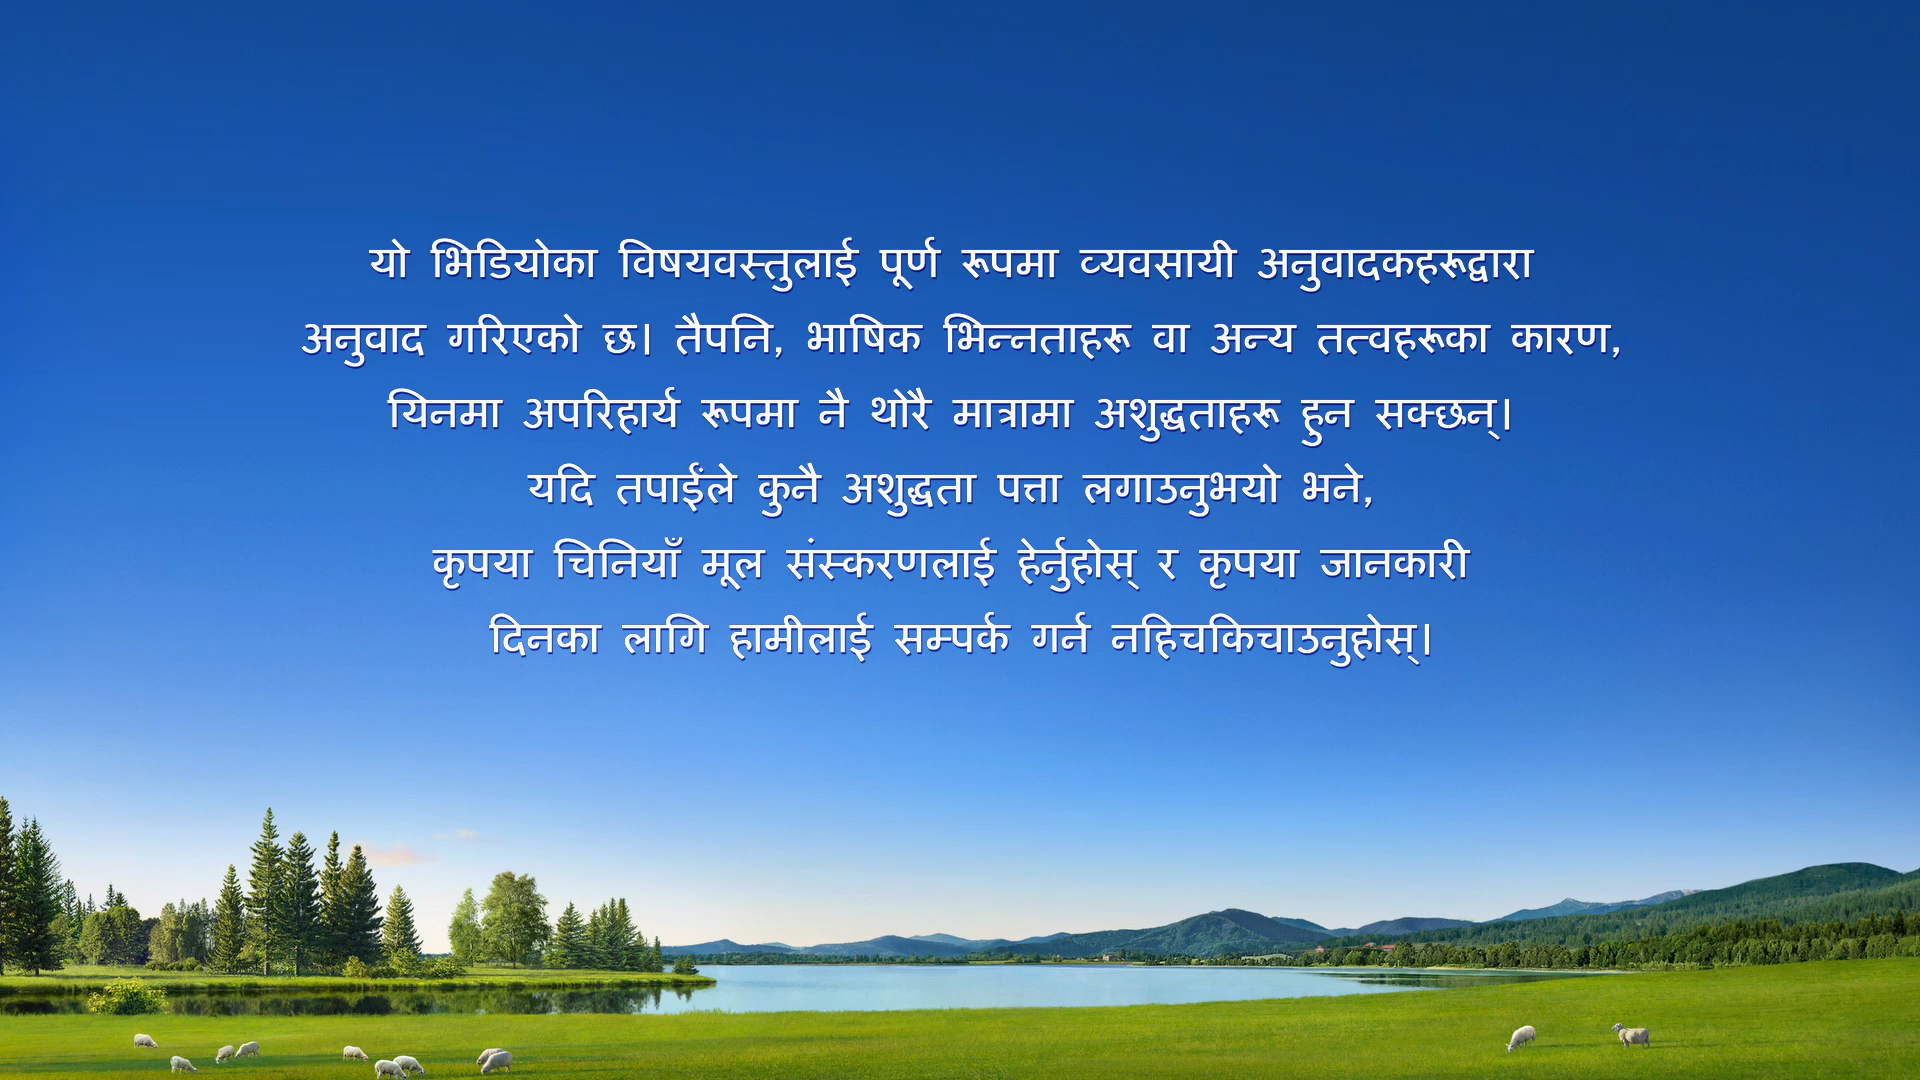 यो भिडियोका विषयवस्तुलाई पूर्ण रूपमा व्यवसायी अनुवादकहरूद्वारा
अनुवाद गरिएको छ। तैपनि, भाषिक भिन्नताहरू वा अन्य तत्वहरूका कारण,
यिनमा अपरिहार्य रूपमा नै थोरै मात्रामा अशुद्धताहरू हुन सक्छन्।
यदि तपाईंले कुनै अशुद्धता पत्ता लगाउनुभयो भने,
कृपया चिनियाँ मूल संस्करणलाई हेर्नुहोस् र कृपया जानकारी
दिनका लागि हामीलाई सम्पर्क गर्न नहिचकिचाउनुहोस्।